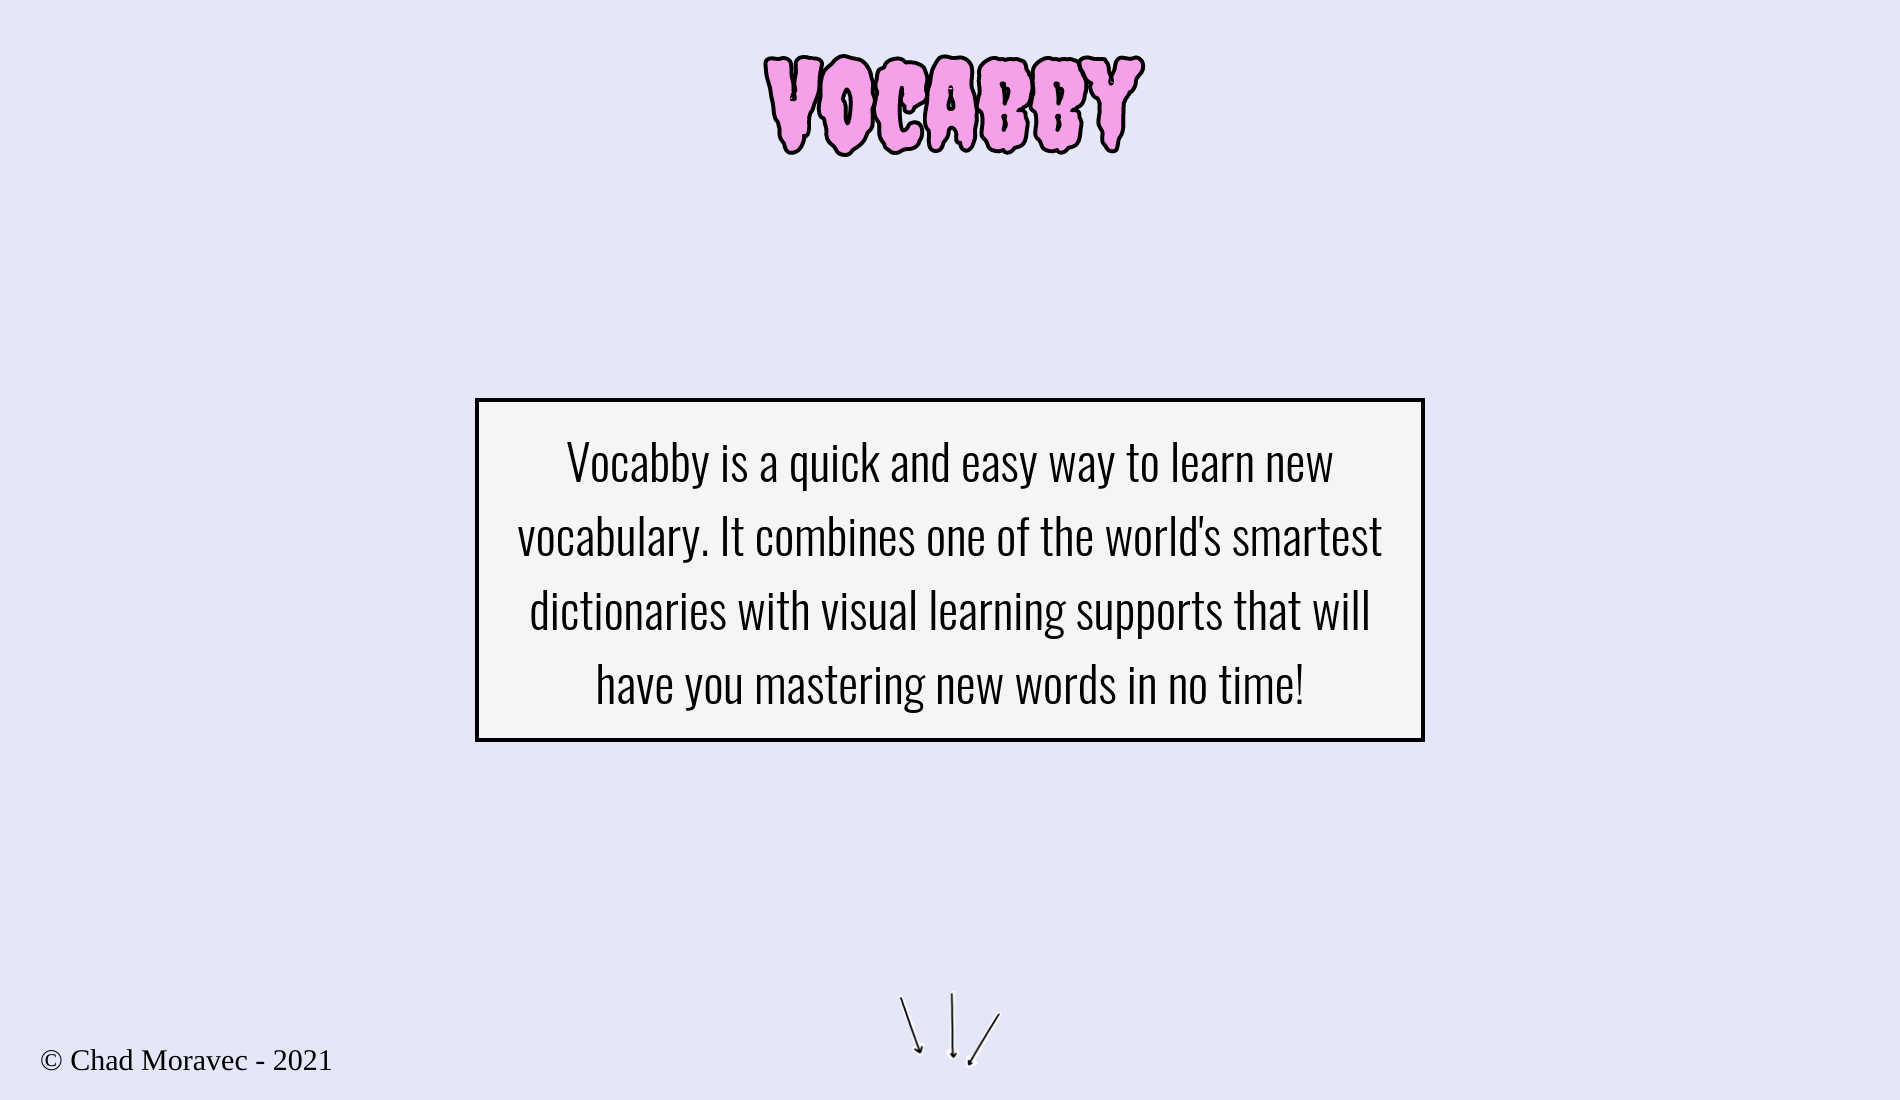 VOCABBY
Vocabby is a quick and easy way to learn new
vocabulary. It combines one of the world's smartest
dictionaries with visual learning supports that will
have you mastering new words in no time!
© Chad Moravec - 2021